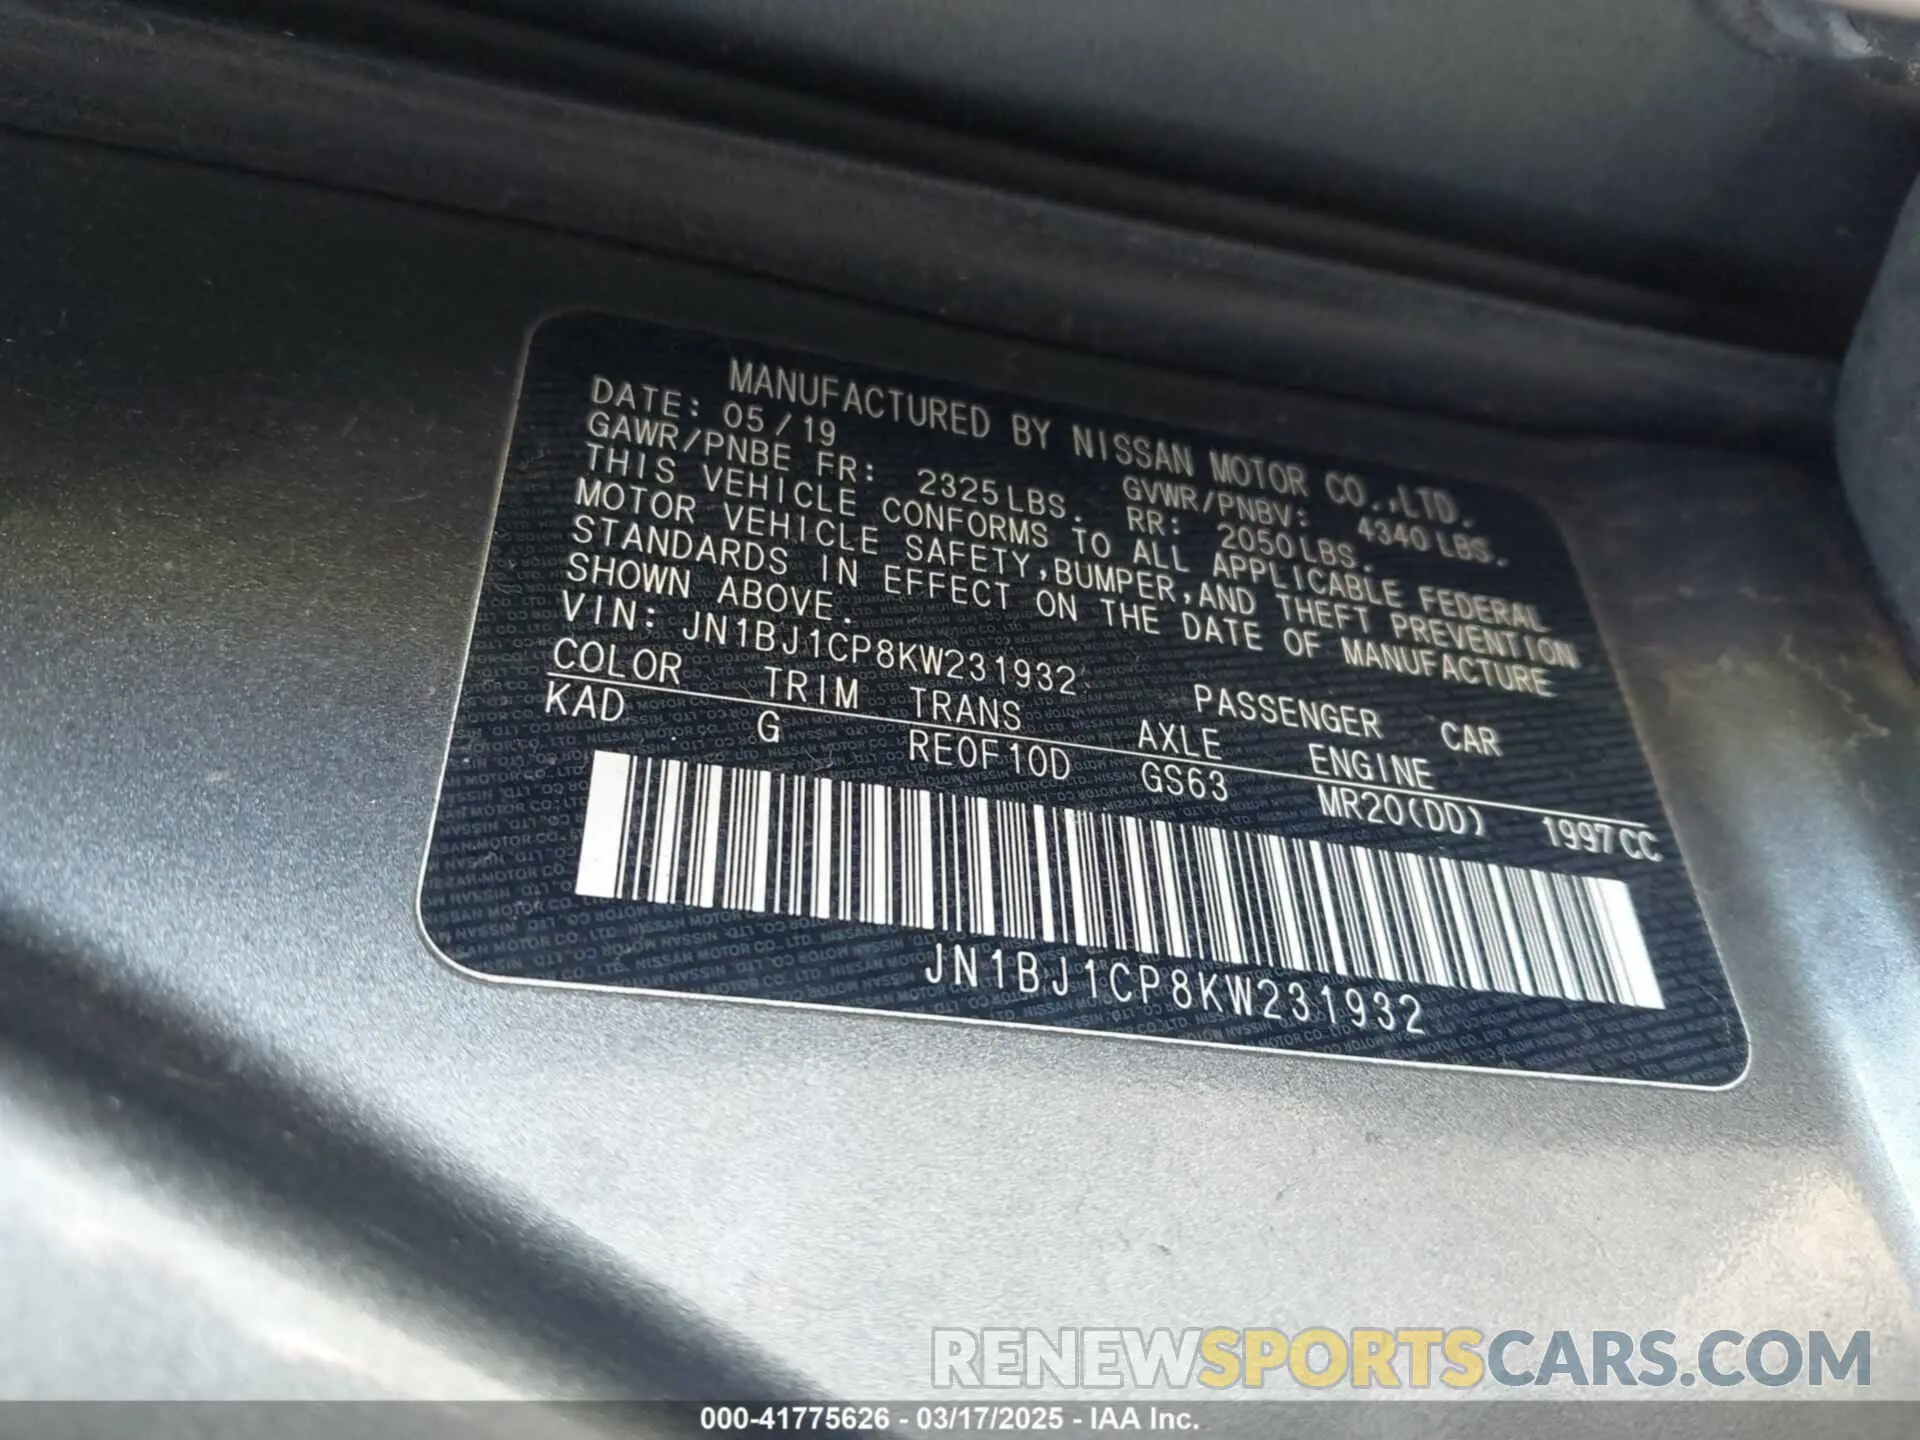 MANUFACTURED BY NISSAN MOTOR CO.,LTD.
DATE: 05/19 GVWR/PNBV: 4340LBS.
GAWR/PNBE FR: 2325LBS. RR: 2050LBS.
THIS VEHICLE CONFORMS TO ALL APPLICABLE FEDERAL
MOTOR VEHICLE SAFETY,BUMPER,AND THEFT PREVENTION
STANDARDS IN EFFECT ON THE DATE OF MANUFACTURE
SHOWN ABOVE.
VIN: JN1BJ1CP8KW231932 PASSENGER CAR
COLOR TRIM TRANS AXLE ENGINE
KAD G RE0F10D GS63 MR20(DD) 1997CC
JN1BJ1CP8KW231932
RENEWSPORTSCARS.COM
000-41775626 - 03/17/2025 - IAA Inc.